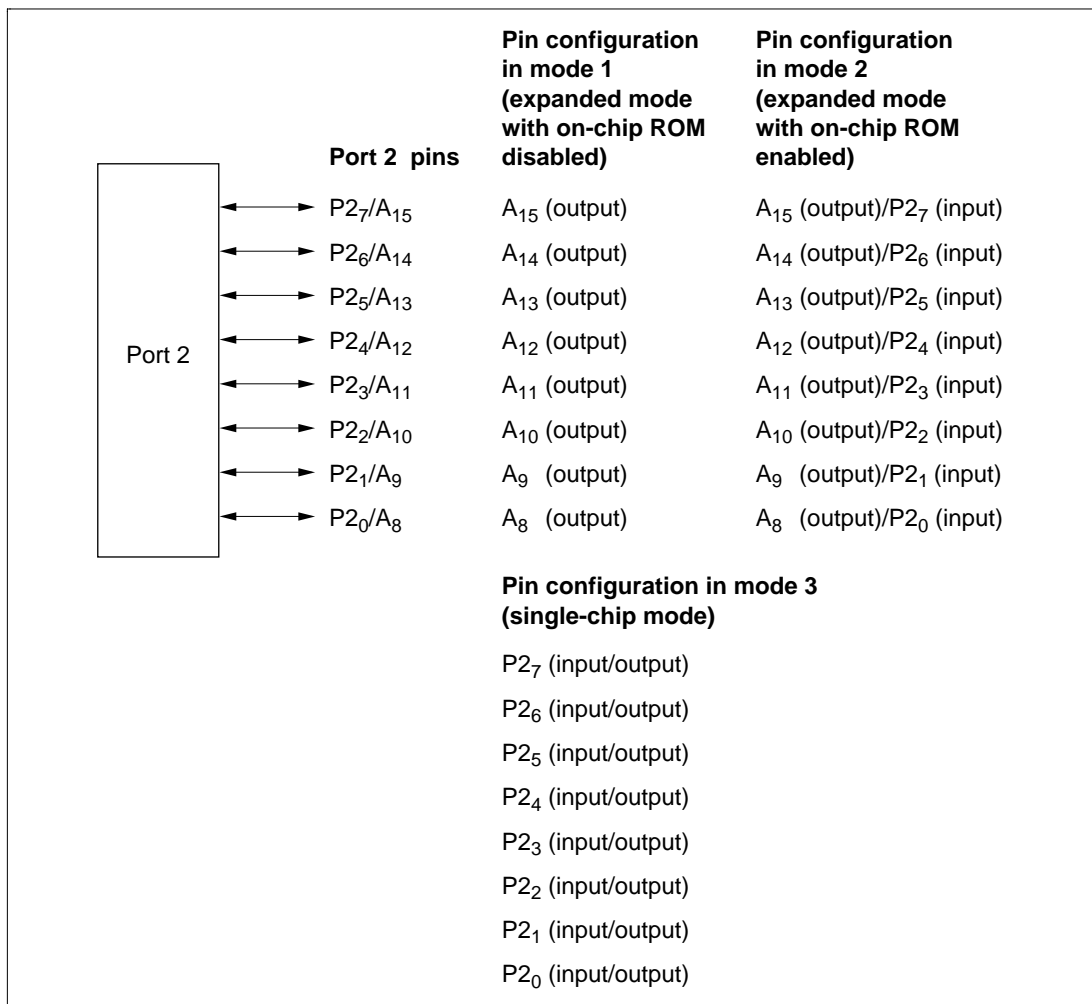 Pin configuration in mode 1 (expanded mode with on-chip ROM disabled)
Pin configuration in mode 2 (expanded mode with on-chip ROM enabled)
Port 2 pins
Port 2
P2₇/A₁₅ A₁₅ (output) A₁₅ (output)/P2₇ (input)
P2₆/A₁₄ A₁₄ (output) A₁₄ (output)/P2₆ (input)
P2₅/A₁₃ A₁₃ (output) A₁₃ (output)/P2₅ (input)
P2₄/A₁₂ A₁₂ (output) A₁₂ (output)/P2₄ (input)
P2₃/A₁₁ A₁₁ (output) A₁₁ (output)/P2₃ (input)
P2₂/A₁₀ A₁₀ (output) A₁₀ (output)/P2₂ (input)
P2₁/A₉ A₉ (output) A₉ (output)/P2₁ (input)
P2₀/A₈ A₈ (output) A₈ (output)/P2₀ (input)
Pin configuration in mode 3
(single-chip mode)
P2₇ (input/output)
P2₆ (input/output)
P2₅ (input/output)
P2₄ (input/output)
P2₃ (input/output)
P2₂ (input/output)
P2₁ (input/output)
P2₀ (input/output)